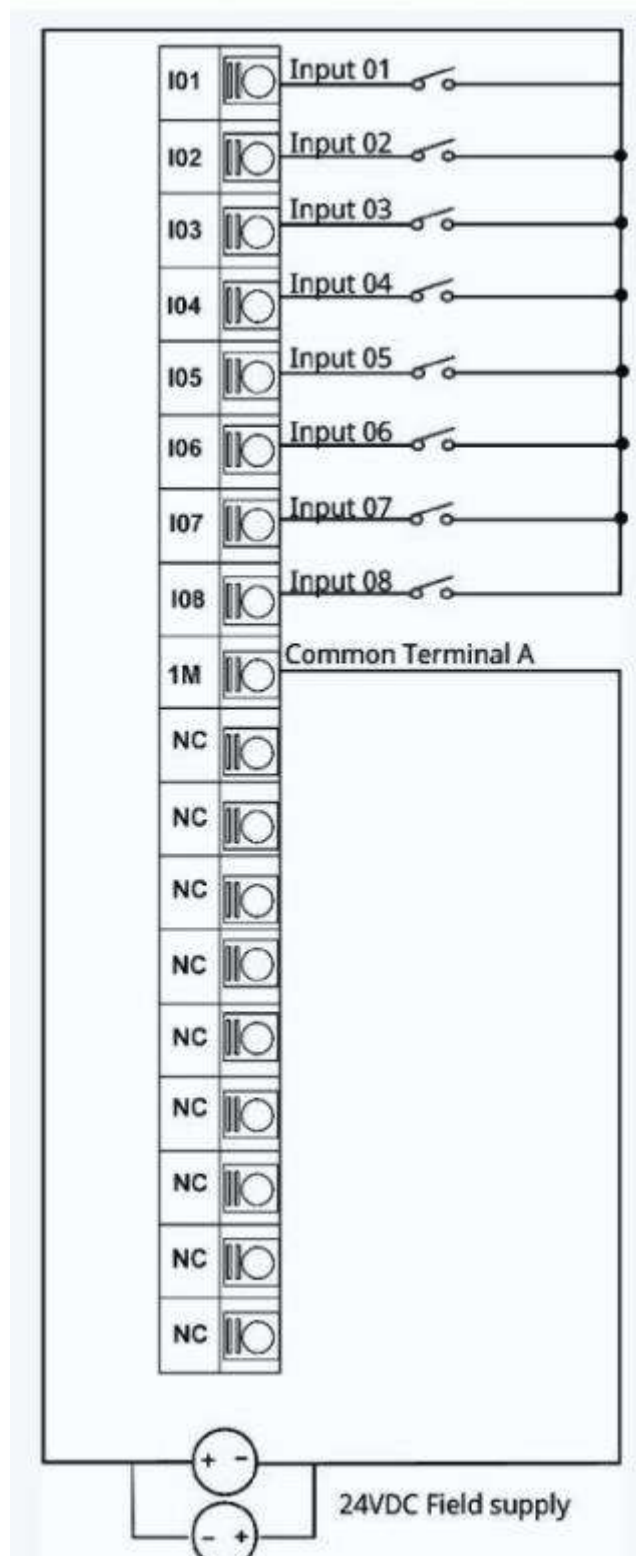 I01 Input 01
I02 Input 02
I03 Input 03
I04 Input 04
I05 Input 05
I06 Input 06
I07 Input 07
I08 Input 08
1M Common Terminal A
NC
NC
NC
NC
NC
NC
NC
NC
NC
+ -
24VDC Field supply
- +